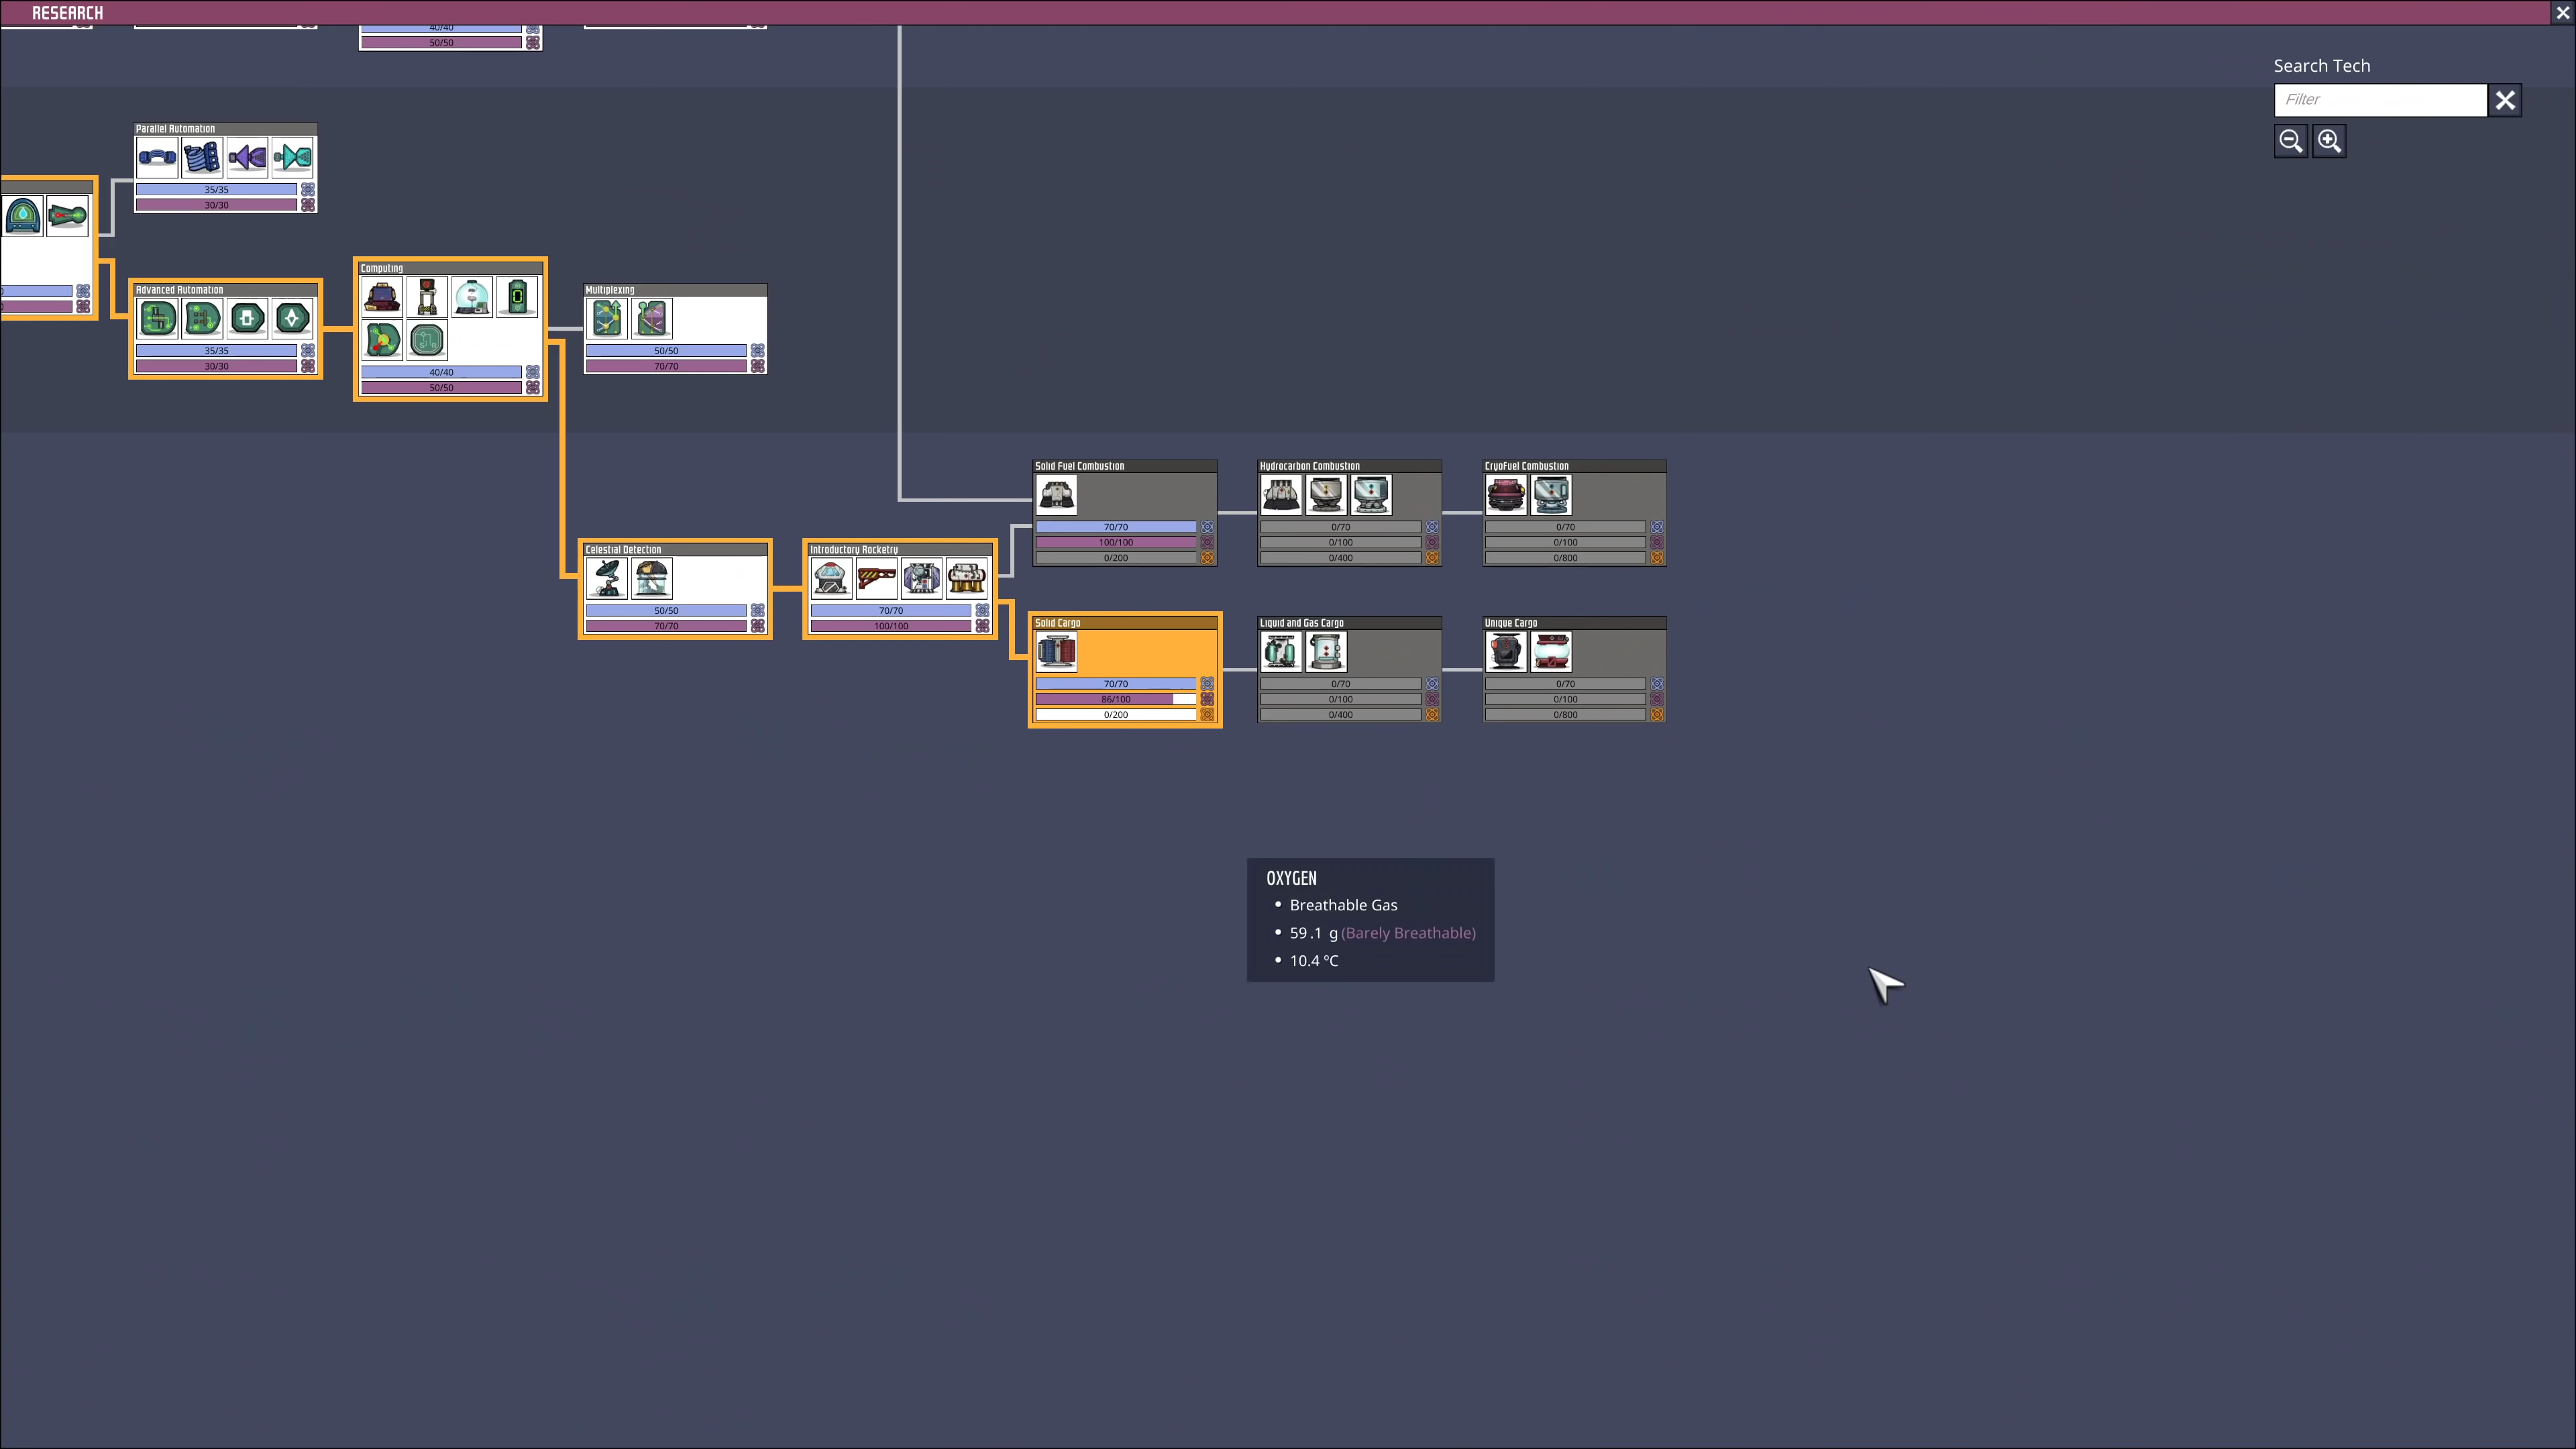 RESEARCH
40/40
50/50
Search Tech
Filter
Parallel Automation
35/35
30/30
Advanced Automation
35/35
30/30
Computing
40/40
50/50
Multiplexing
50/50
70/70
Solid Fuel Combustion
70/70
100/100
0/200
Hydrocarbon Combustion
0/70
0/100
0/400
CryoFuel Combustion
0/70
0/100
0/800
Celestial Detection
50/50
70/70
Introductory Rocketry
70/70
100/100
Solid Cargo
70/70
86/100
0/200
Liquid and Gas Cargo
0/70
0/100
0/400
Unique Cargo
0/70
0/100
0/800
OXYGEN
• Breathable Gas
• 59.1 g (Barely Breathable)
• 10.4 ºC